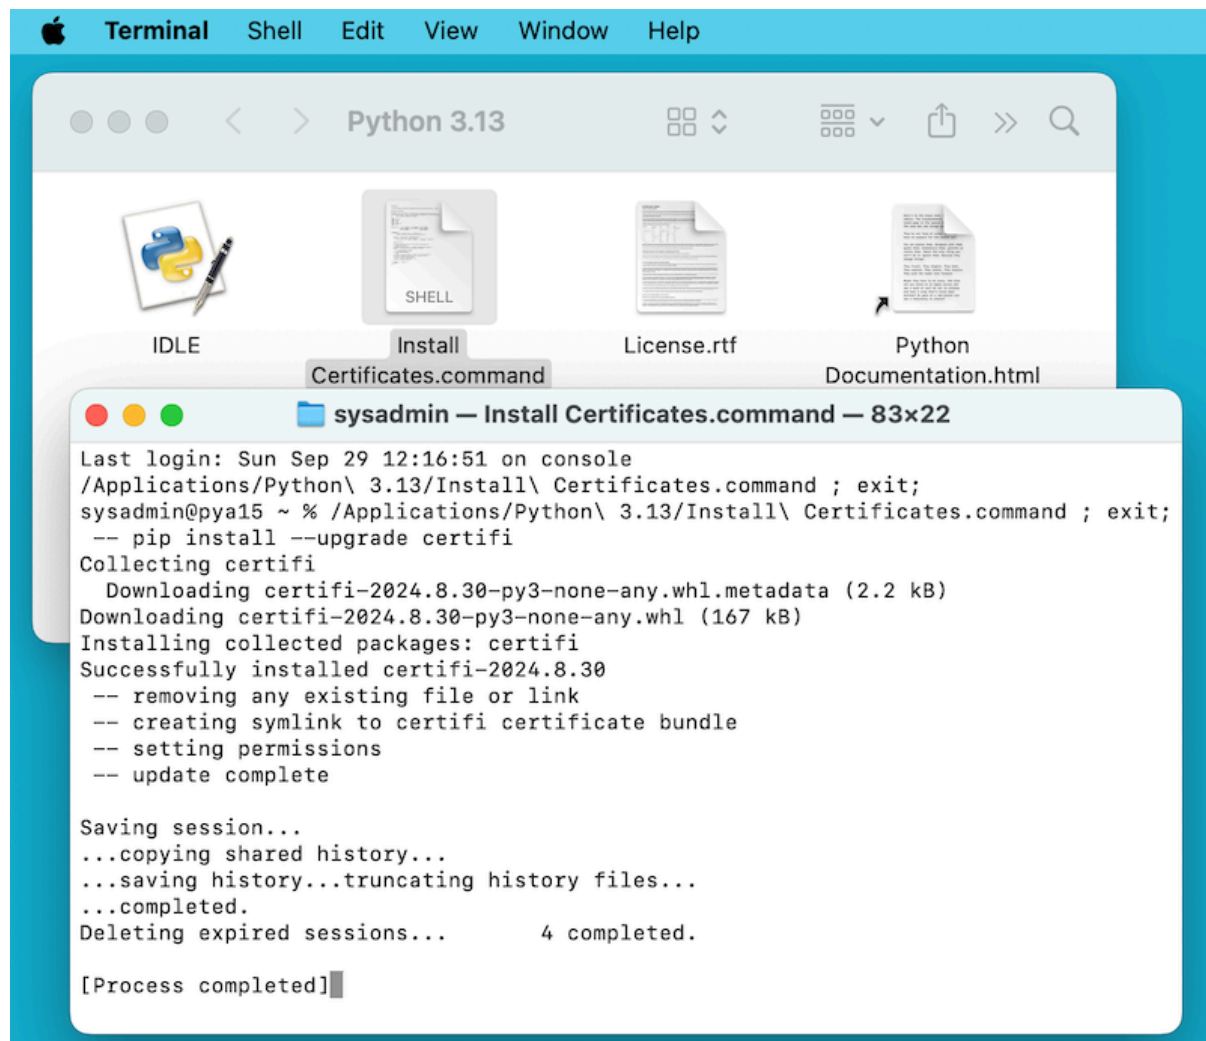 Terminal Shell Edit View Window Help
Python 3.13
SHELL
IDLE
Install
Certificates.command
License.rtf
Python
Documentation.html
sysadmin — Install Certificates.command — 83×22
Last login: Sun Sep 29 12:16:51 on console
/Applications/Python\ 3.13/Install\ Certificates.command ; exit;
sysadmin@pya15 ~ % /Applications/Python\ 3.13/Install\ Certificates.command ; exit;
 -- pip install --upgrade certifi
Collecting certifi
  Downloading certifi-2024.8.30-py3-none-any.whl.metadata (2.2 kB)
Downloading certifi-2024.8.30-py3-none-any.whl (167 kB)
Installing collected packages: certifi
Successfully installed certifi-2024.8.30
 -- removing any existing file or link
 -- creating symlink to certifi certificate bundle
 -- setting permissions
 -- update complete
Saving session...
...copying shared history...
...saving history...truncating history files...
...completed.
Deleting expired sessions...       4 completed.
[Process completed]